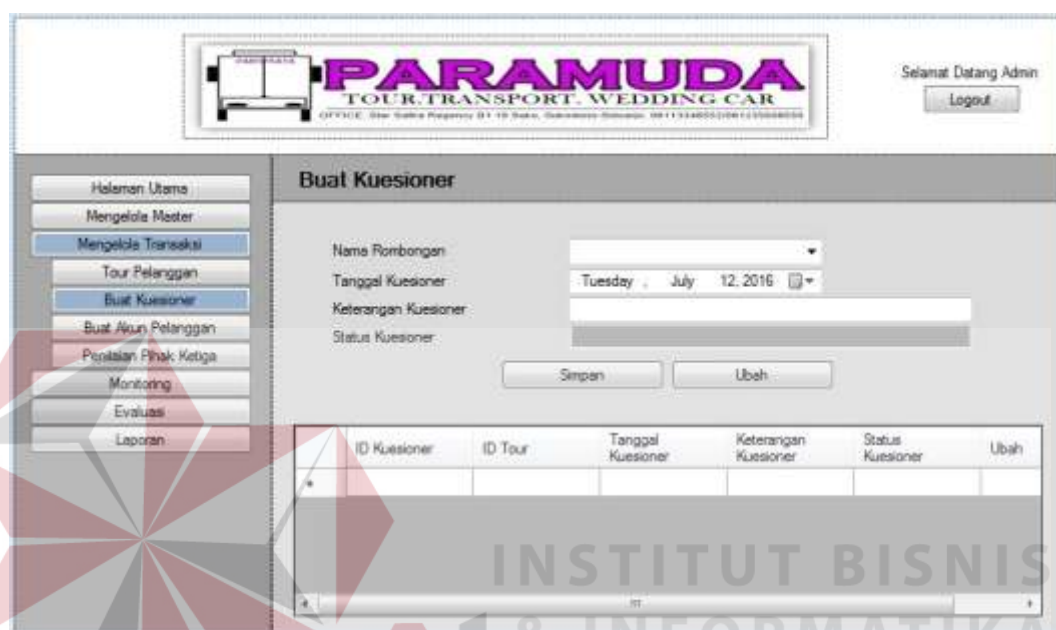 PARIWISATA
PARAMUDA
TOUR.TRANSPORT. WEDDING CAR
Selamat Datang Admin
Logout
Halaman Utama
Mengelola Master
Mengelola Transaksi
Tour Pelanggan
Buat Kuesioner
Buat Akun Pelanggan
Penilaian Pihak Ketiga
Monitoring
Evaluasi
Laporan
Buat Kuesioner
Nama Rombongan
Tanggal Kuesioner
Tuesday , July 12, 2016
Keterangan Kuesioner
Status Kuesioner
Simpan
Ubah
ID Kuesioner
ID Tour
Tanggal Kuesioner
Keterangan Kuesioner
Status Kuesioner
Ubah
INSTITUT BISNIS
& INFORMATIKA